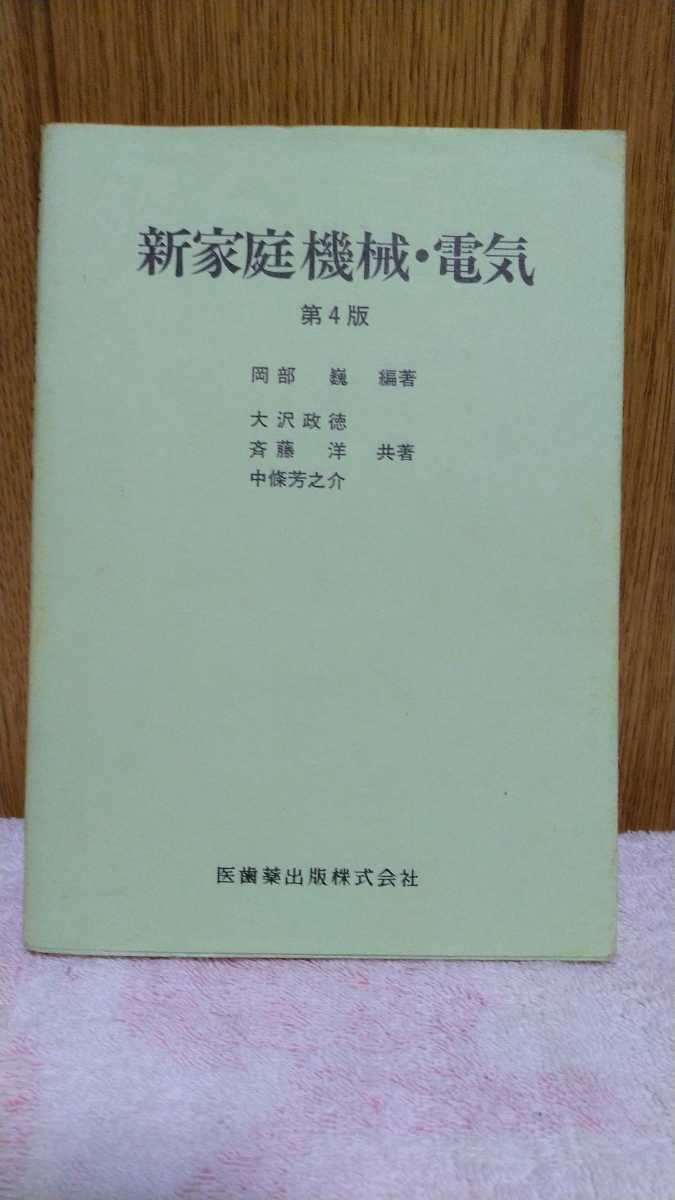 新家庭機械・電気
第4版
岡部 巍 編著
大沢政徳
斉藤 洋 共著
中條芳之介
医歯薬出版株式会社